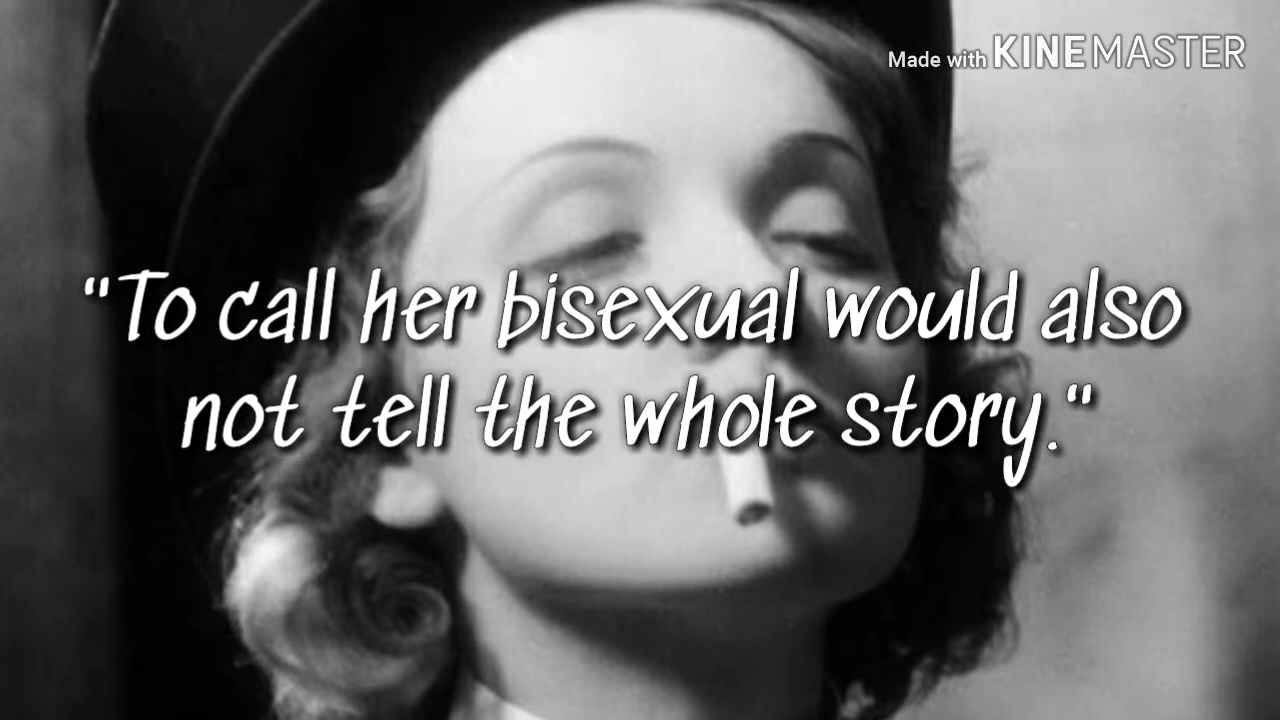 Made with KINEMASTER
"To call her bisexual would also
not tell the whole story."